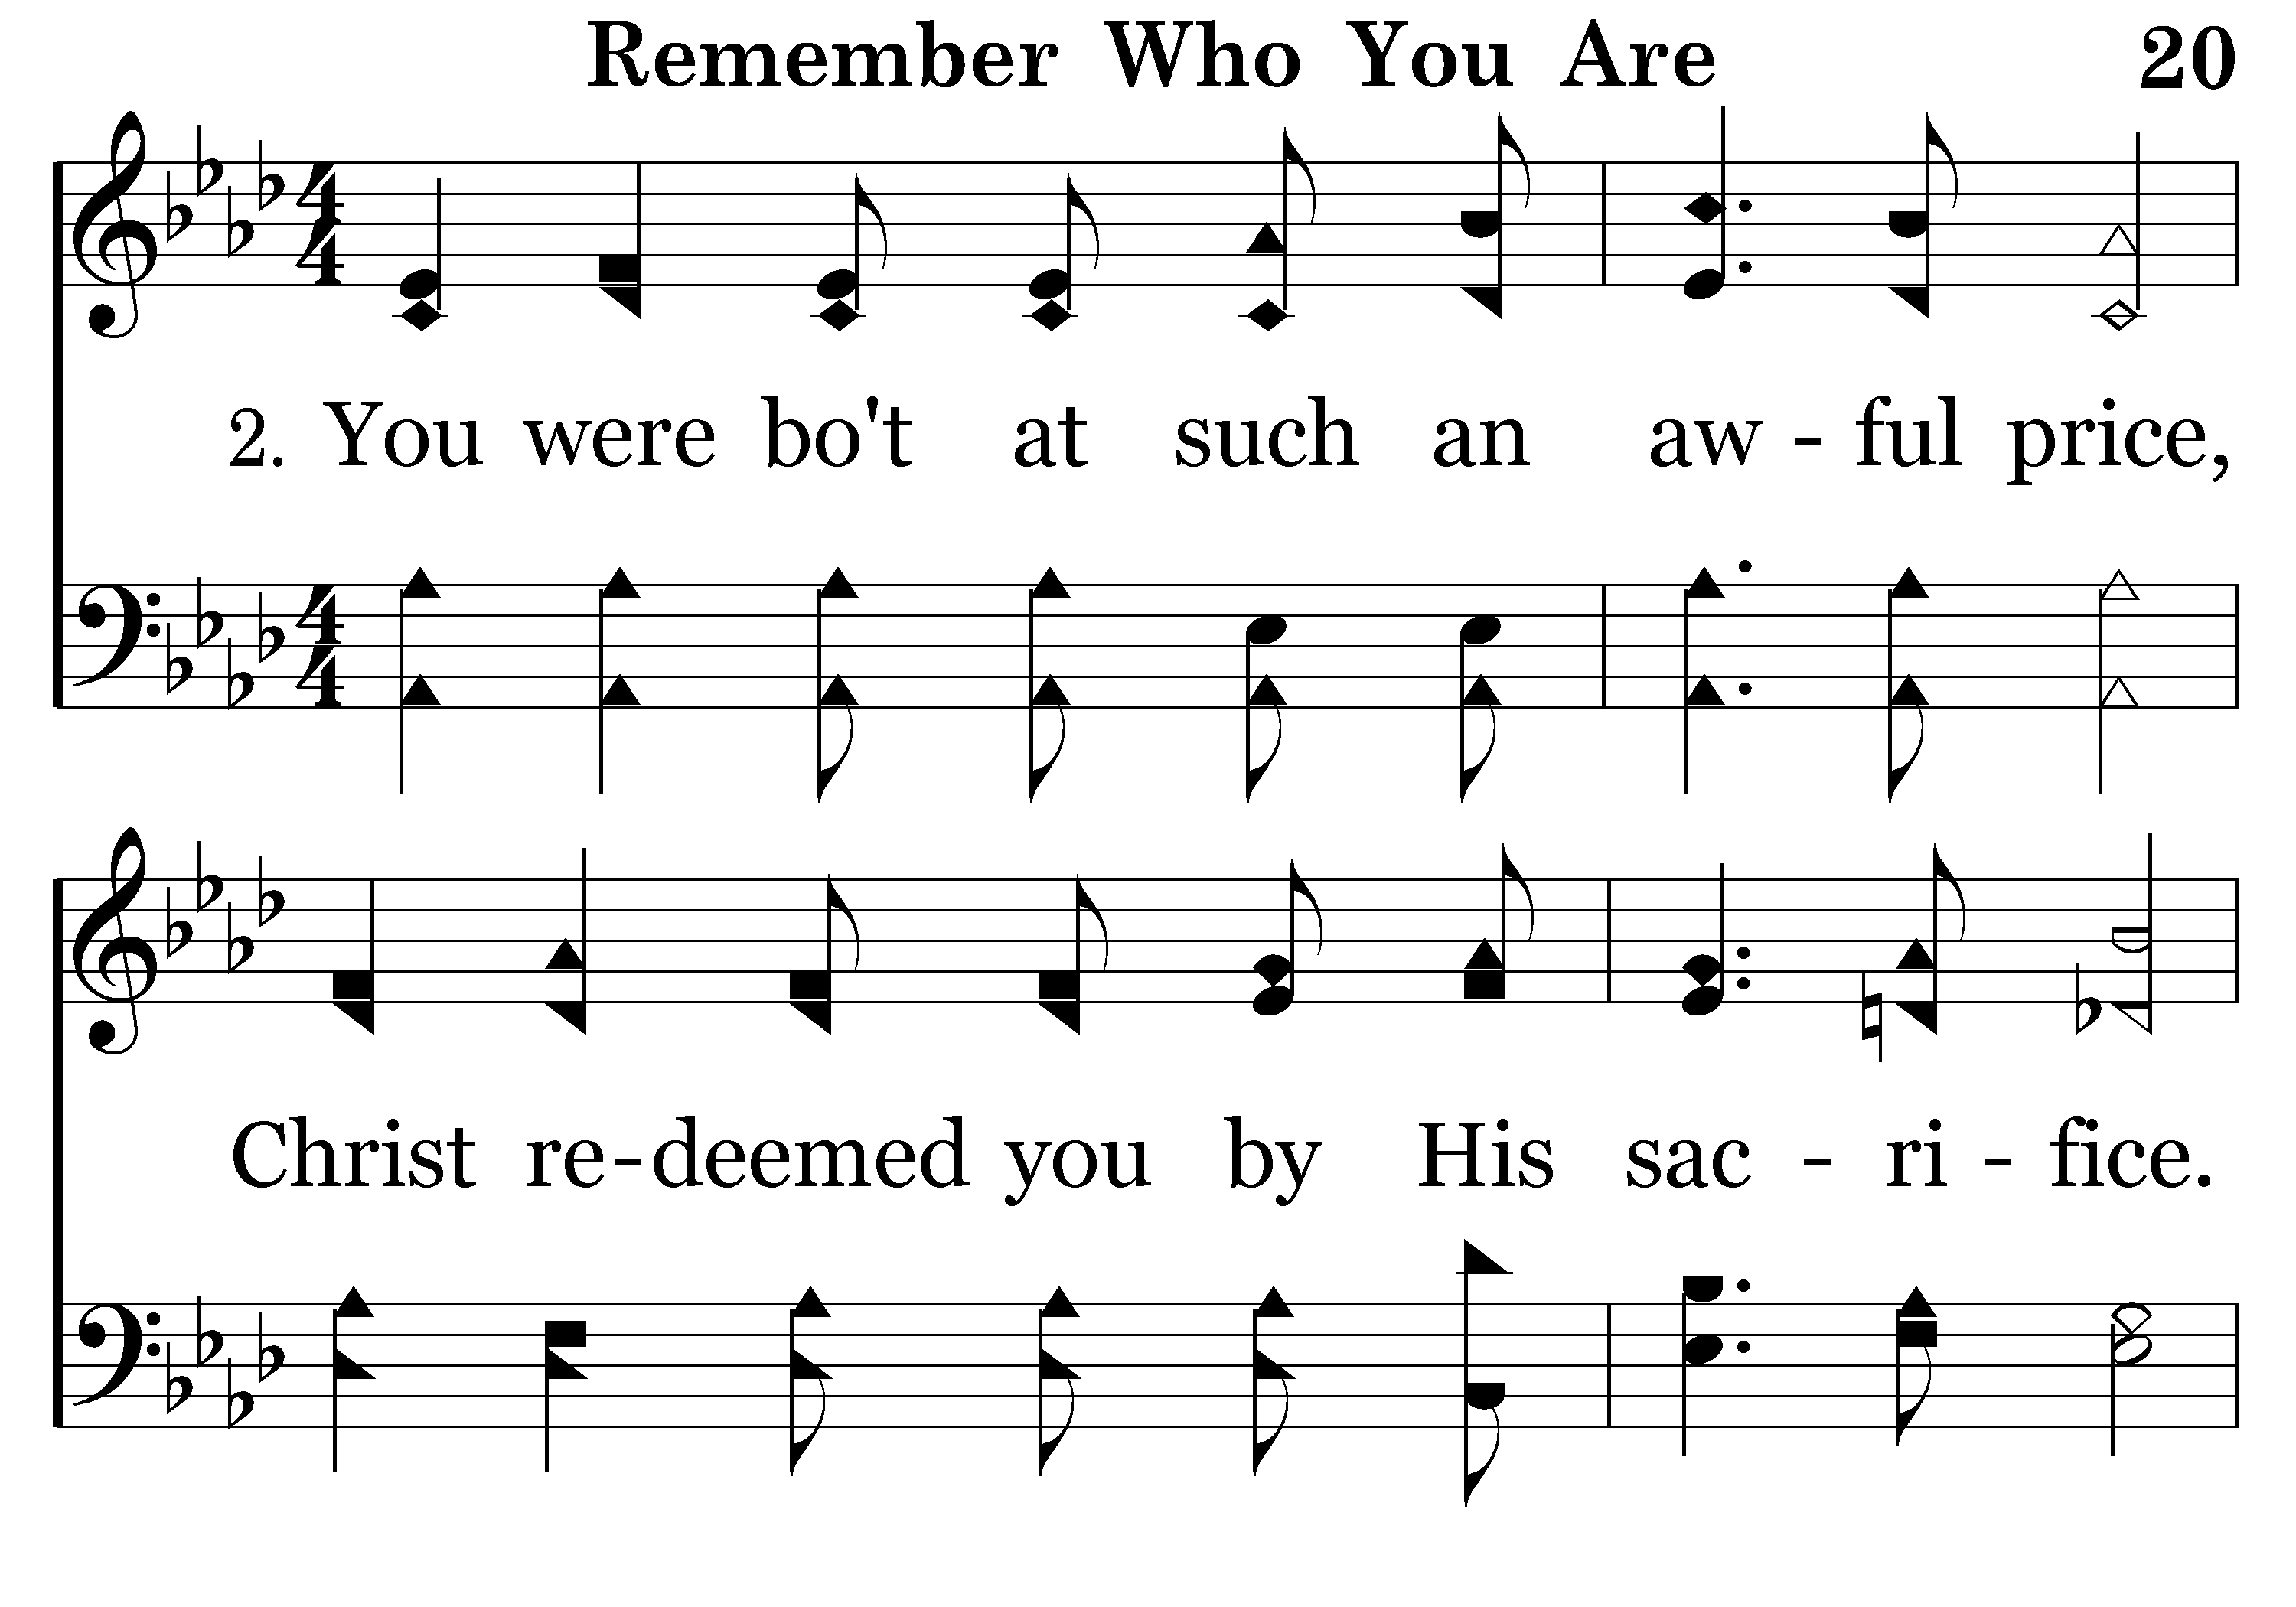 Remember Who You Are 20
2. You were bo't at such an aw - ful price,
Christ re - deemed you by His sac - ri - fice.